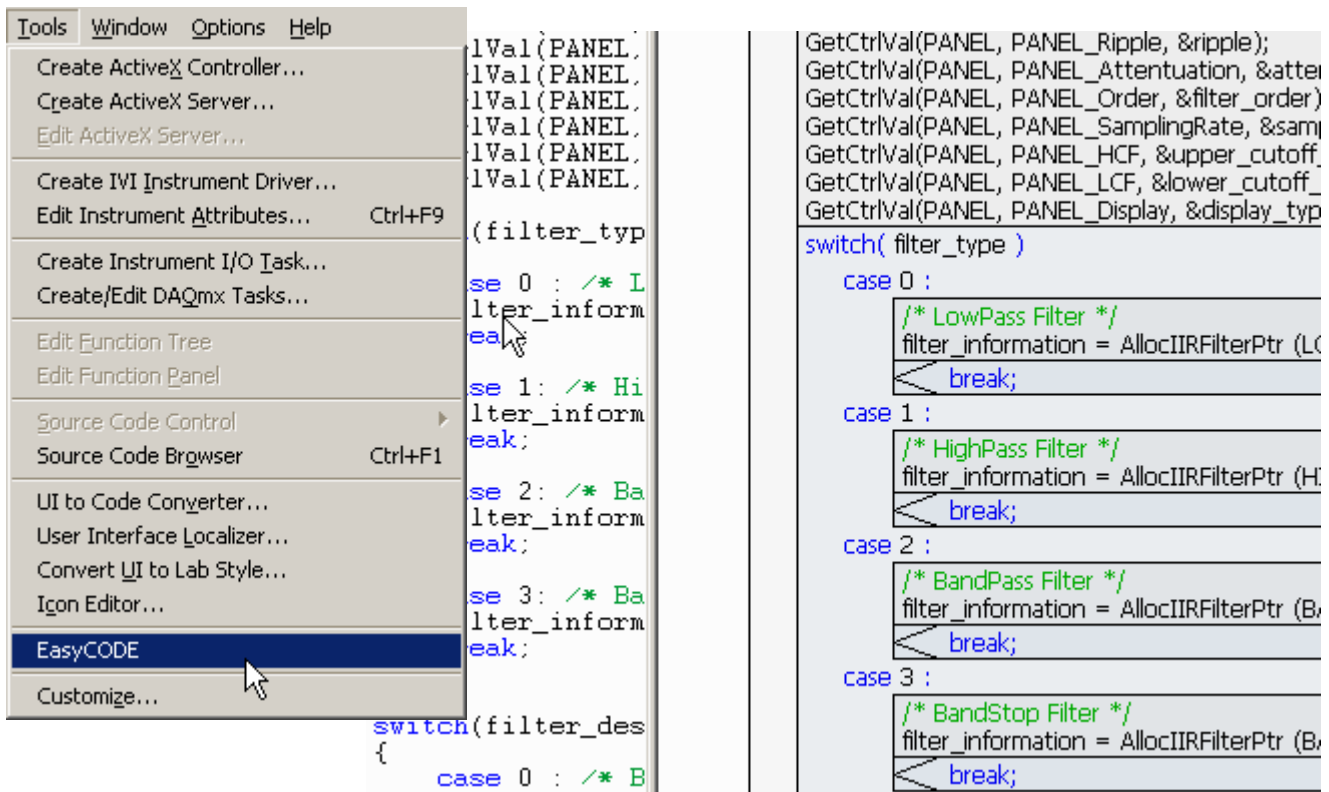 Tools Window Options Help
Create ActiveX Controller...
Create ActiveX Server...
Edit ActiveX Server...
Create IVI Instrument Driver...
Edit Instrument Attributes... Ctrl+F9
Create Instrument I/O Task...
Create/Edit DAQmx Tasks...
Edit Function Tree
Edit Function Panel
Source Code Control
Source Code Browser Ctrl+F1
UI to Code Converter...
User Interface Localizer...
Convert UI to Lab Style...
Icon Editor...
EasyCODE
Customize...
lVal(PANEL,
lVal(PANEL,
lVal(PANEL,
lVal(PANEL,
lVal(PANEL,
lVal(PANEL,
(filter_typ
se 0 : /* L
lter_inform
ea
se 1: /* Hi
lter_inform
eak;
se 2: /* Ba
lter_inform
eak;
se 3: /* Ba
lter_inform
eak;
switch(filter_des
{
case 0 : /* B
GetCtrlVal(PANEL, PANEL_Ripple, &ripple);
GetCtrlVal(PANEL, PANEL_Attentuation, &atter
GetCtrlVal(PANEL, PANEL_Order, &filter_order)
GetCtrlVal(PANEL, PANEL_SamplingRate, &samp
GetCtrlVal(PANEL, PANEL_HCF, &upper_cutoff_
GetCtrlVal(PANEL, PANEL_LCF, &lower_cutoff_
GetCtrlVal(PANEL, PANEL_Display, &display_typ
switch( filter_type )
case 0 :
/* LowPass Filter */
filter_information = AllocIIRFilterPtr (LO
break;
case 1 :
/* HighPass Filter */
filter_information = AllocIIRFilterPtr (HI
break;
case 2 :
/* BandPass Filter */
filter_information = AllocIIRFilterPtr (BA
break;
case 3 :
/* BandStop Filter */
filter_information = AllocIIRFilterPtr (BA
break;